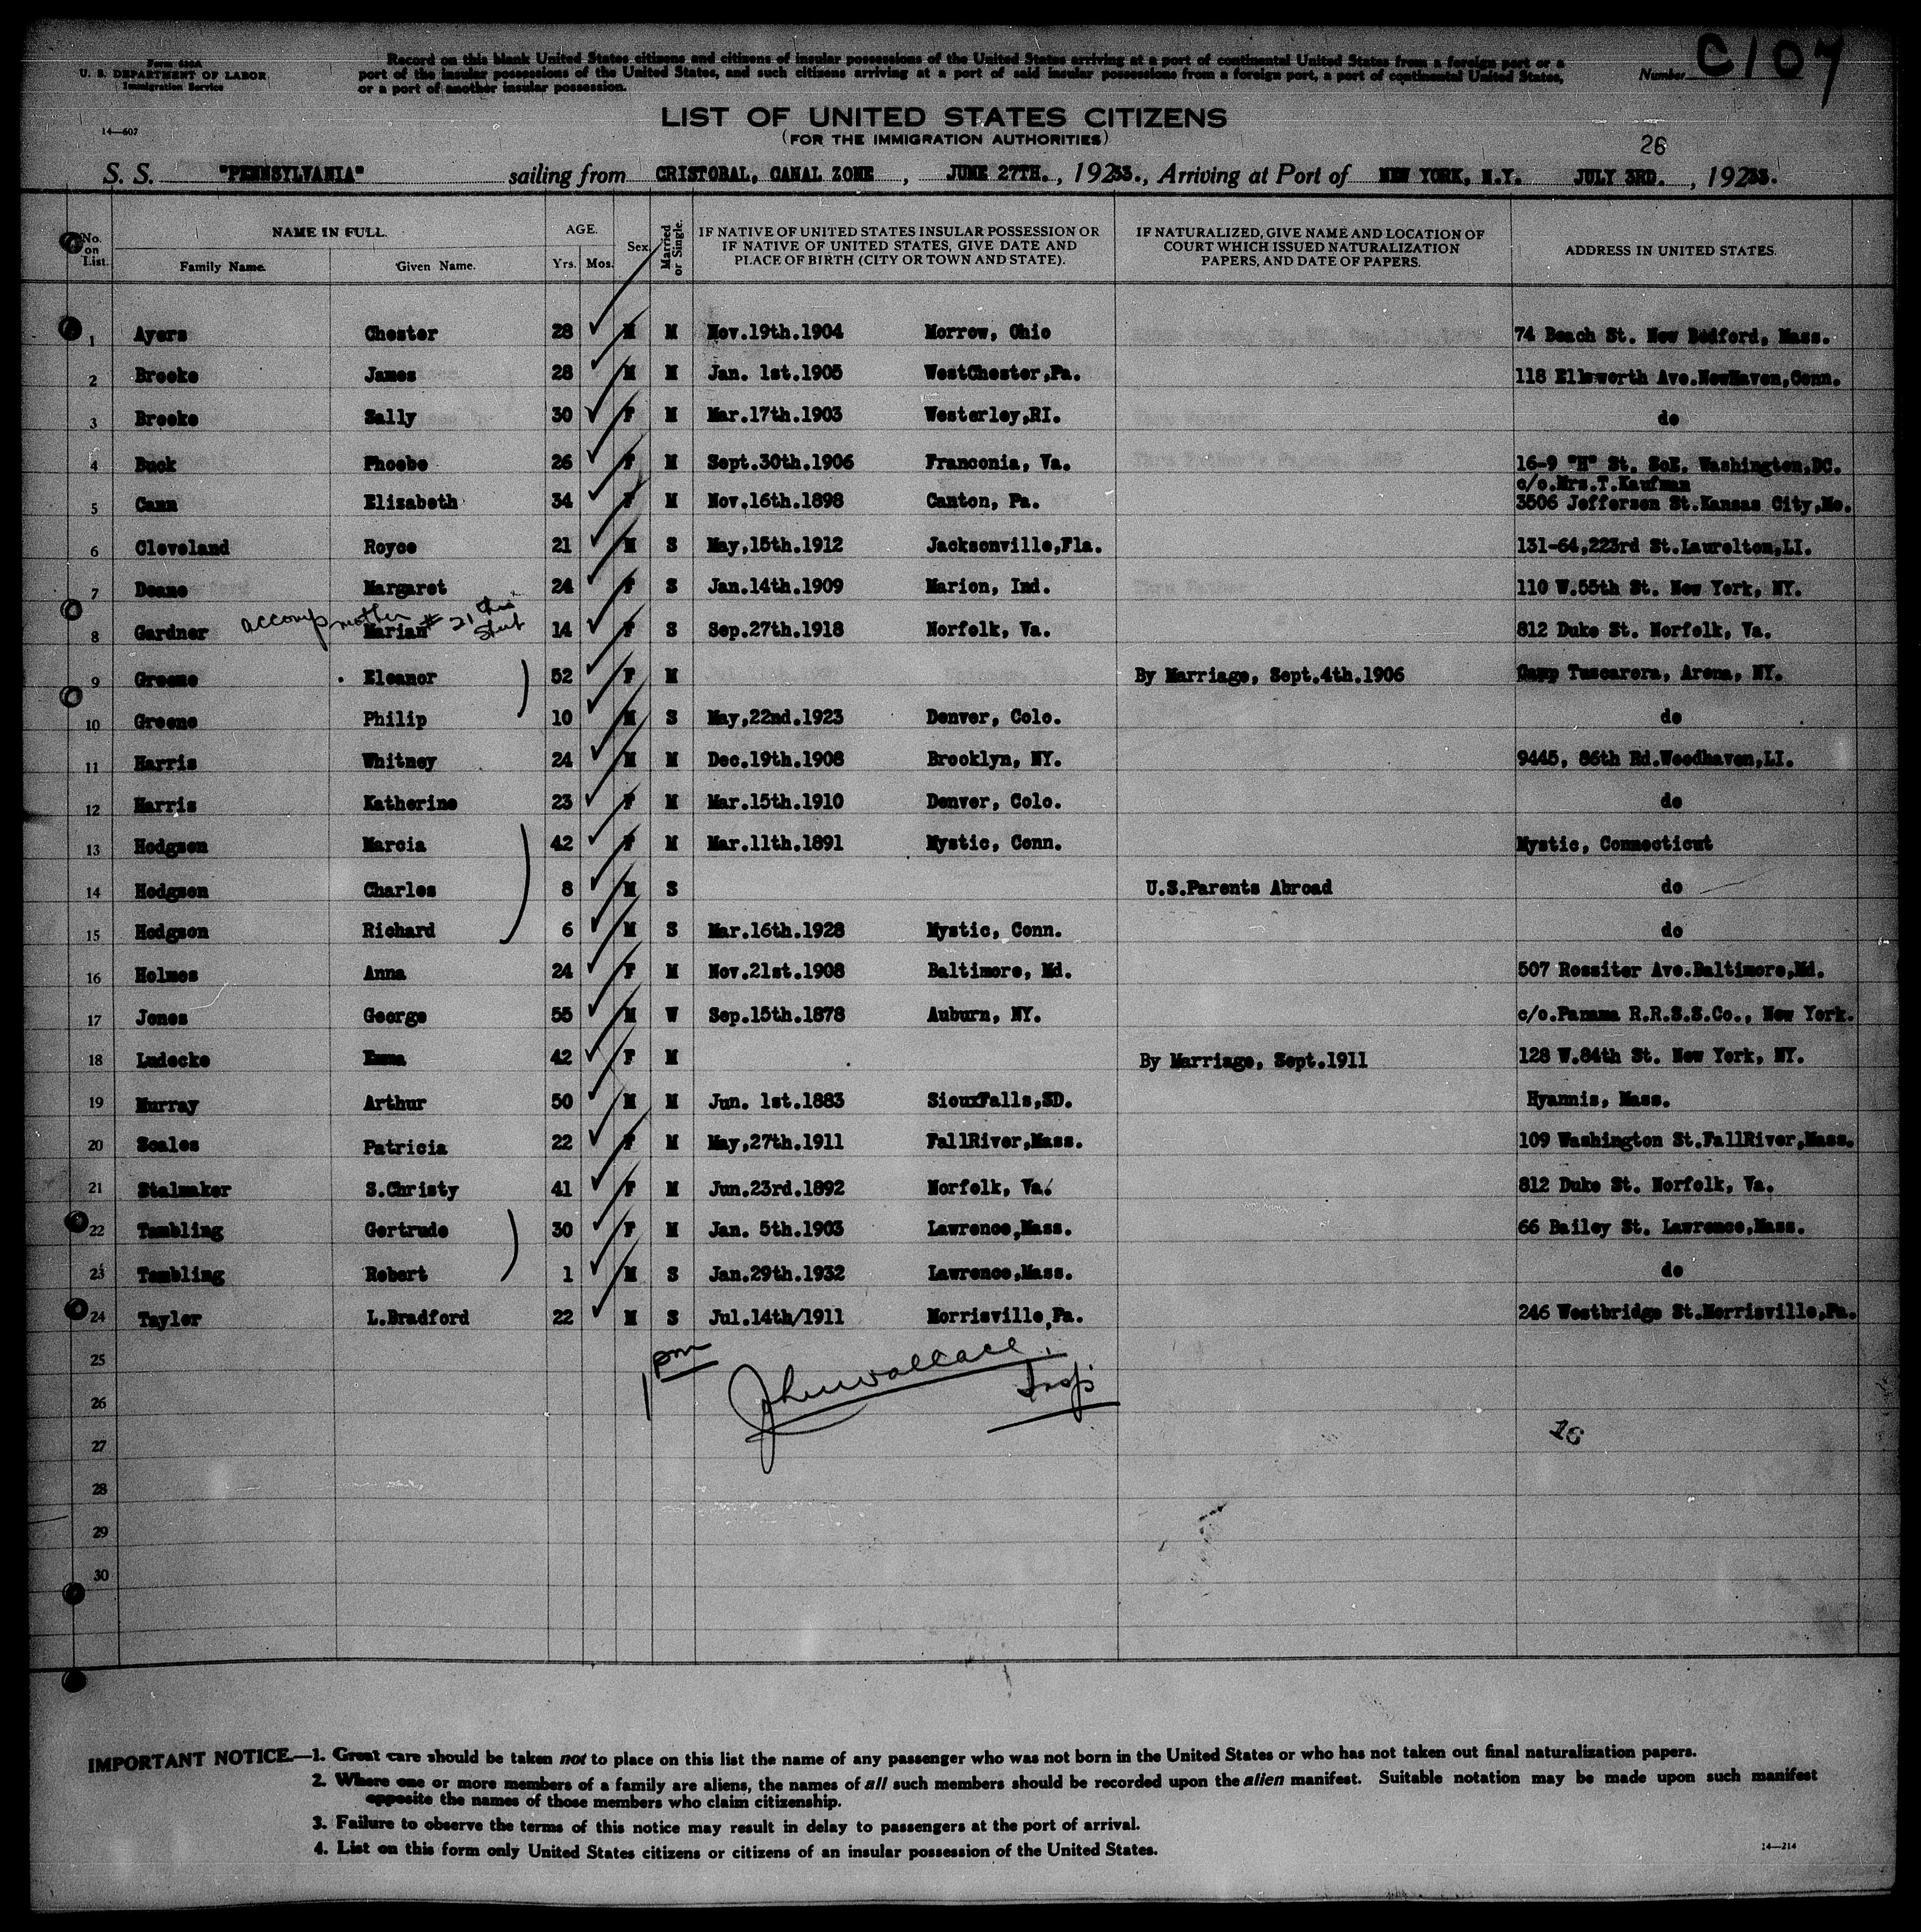 Form 630A
U. S. DEPARTMENT OF LABOR
Immigration Service
14—607
Record on this blank United States citizens and citizens of insular possessions of the United States arriving at a port of continental United States from a foreign port or a
port of the insular possessions of the United States, and such citizens arriving at a port of said insular possessions from a foreign port, a port of continental United States,
or a port of another insular possession.
Number C107
LIST OF UNITED STATES CITIZENS
(FOR THE IMMIGRATION AUTHORITIES)
26
S. S. "PENNSYLVANIA" sailing from CRISTOBAL, CANAL ZONE, JUNE 27TH., 19233., Arriving at Port of NEW YORK, N.Y. JULY 3RD., 19233.
No. on List. NAME IN FULL. Family Name. Given Name. AGE. Yrs. Mos. Sex. Married or Single. IF NATIVE OF UNITED STATES INSULAR POSSESSION OR IF NATIVE OF UNITED STATES, GIVE DATE AND PLACE OF BIRTH (CITY OR TOWN AND STATE). IF NATURALIZED, GIVE NAME AND LOCATION OF COURT WHICH ISSUED NATURALIZATION PAPERS, AND DATE OF PAPERS. ADDRESS IN UNITED STATES.
1 Ayers Chester 28 M M Nov.19th.1904 Morrow, Ohio 74 Beach St. New Bedford, Mass.
2 Brooke James 28 M M Jan. 1st.1905 WestChester,Pa. 118 Ellsworth Ave.NewHaven,Conn.
3 Brooke Sally 30 F M Mar.17th.1903 Westerley,RI. do
4 Buck Phoebe 26 F M Sept.30th.1906 Franconia, Va. 16-9 "H" St. SoE. Washington,DC.
c/o.Mrs.T.Kaufman
5 Cann Elizabeth 34 F M Nov.16th.1898 Canton, Pa. 3506 Jefferson St.Kansas City,Mo.
6 Cleveland Royce 21 M S May,15th.1912 Jacksonville,Fla. 131-64,223rd St.Laurelton,LI.
7 Deane Margaret 24 F S Jan.14th.1909 Marion, Ind. 110 W.55th St. New York, NY.
accomp mother # 21 this sheet
8 Gardner Marian 14 F S Sep.27th.1918 Norfolk, Va. 812 Duke St. Norfolk, Va.
9 Greene Eleanor 52 F M By Marriage, Sept.4th.1906 Camp Tuscarora, Arena, NY.
10 Greene Philip 10 M S May,22nd.1923 Denver, Colo. do
11 Harris Whitney 24 M M Dec.19th.1908 Brooklyn, NY. 9445, 86th Rd.Woodhaven,LI.
12 Harris Katherine 23 F M Mar.15th.1910 Denver, Colo. do
13 Hodgson Marcia 42 F M Mar.11th.1891 Mystic, Conn. Mystic, Connecticut
14 Hodgson Charles 8 M S U.S.Parents Abroad do
15 Hodgson Richard 6 M S Mar.16th.1928 Mystic, Conn. do
16 Holmes Anna 24 F M Nov.21st.1908 Baltimore, Md. 507 Rossiter Ave.Baltimore,Md.
17 Jones George 55 M W Sep.15th.1878 Auburn, NY. c/o.Panama R.R.S.S.Co., New York.
18 Ludecke Emma 42 F M By Marriage, Sept.1911 128 W.84th St. New York, NY.
19 Murray Arthur 50 M M Jun. 1st.1883 SiouxFalls,SD. Hyannis, Mass.
20 Scales Patricia 22 F M May,27th.1911 FallRiver,Mass. 109 Washington St.FallRiver,Mass.
21 Stalmaker S.Christy 41 F M Jun.23rd.1892 Norfolk, Va. 812 Duke St. Norfolk, Va.
22 Tambling Gertrude 30 F M Jan. 5th.1903 Lawrence,Mass. 66 Bailey St. Lawrence,Mass.
23 Tambling Robert 1 M S Jan.29th.1932 Lawrence,Mass. do
24 Tayler L.Bradford 22 M S Jul.14th/1911 Morrisville,Pa. 246 Westbridge St.Morrisville,Pa.
25
1 pm Jhnwallace Insp
26
16
27
28
29
30
IMPORTANT NOTICE.—1. Great care should be taken not to place on this list the name of any passenger who was not born in the United States or who has not taken out final naturalization papers.
2. Where one or more members of a family are aliens, the names of all such members should be recorded upon the alien manifest. Suitable notation may be made upon such manifest
opposite the names of those members who claim citizenship.
3. Failure to observe the terms of this notice may result in delay to passengers at the port of arrival.
4. List on this form only United States citizens or citizens of an insular possession of the United States.
14—214